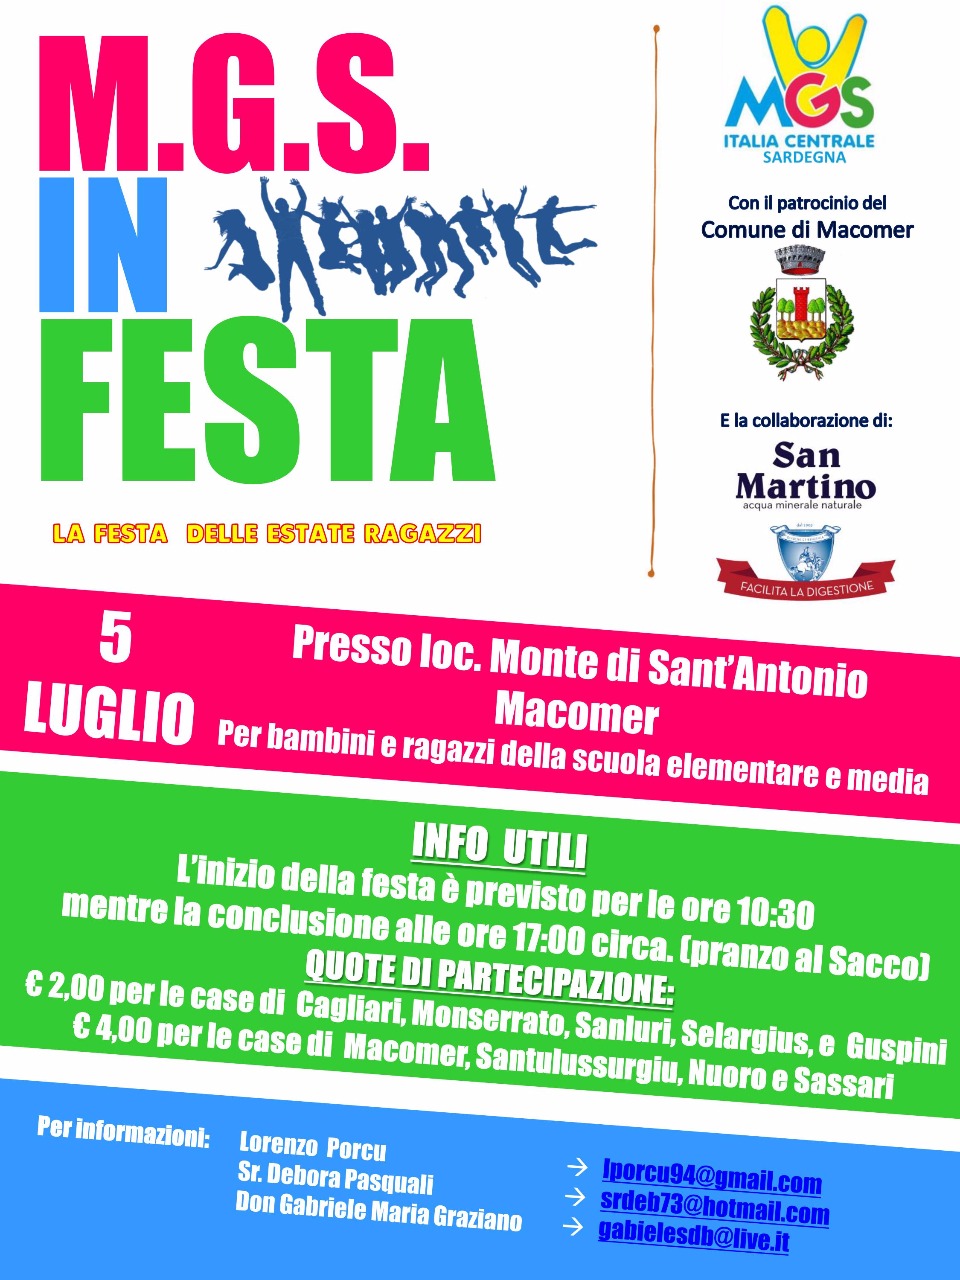 M.G.S.
IN
FESTA
LA FESTA DELLE ESTATE RAGAZZI
MGS
ITALIA CENTRALE
SARDEGNA
Con il patrocinio del
Comune di Macomer
E la collaborazione di:
San
Martino
acqua minerale naturale
FACILITA LA DIGESTIONE
5
LUGLIO
Presso loc. Monte di Sant'Antonio
Macomer
Per bambini e ragazzi della scuola elementare e media
INFO UTILI
L'inizio della festa è previsto per le ore 10:30
mentre la conclusione alle ore 17:00 circa. (pranzo al Sacco)
QUOTE DI PARTECIPAZIONE:
€ 2,00 per le case di Cagliari, Monserrato, Sanluri, Selargius, e Guspini
€ 4,00 per le case di Macomer, Santulussurgiu, Nuoro e Sassari
Per informazioni:
Lorenzo Porcu → lporcu94@gmail.com
Sr. Debora Pasquali → srdeb73@hotmail.com
Don Gabriele Maria Graziano → gabielesdb@live.it